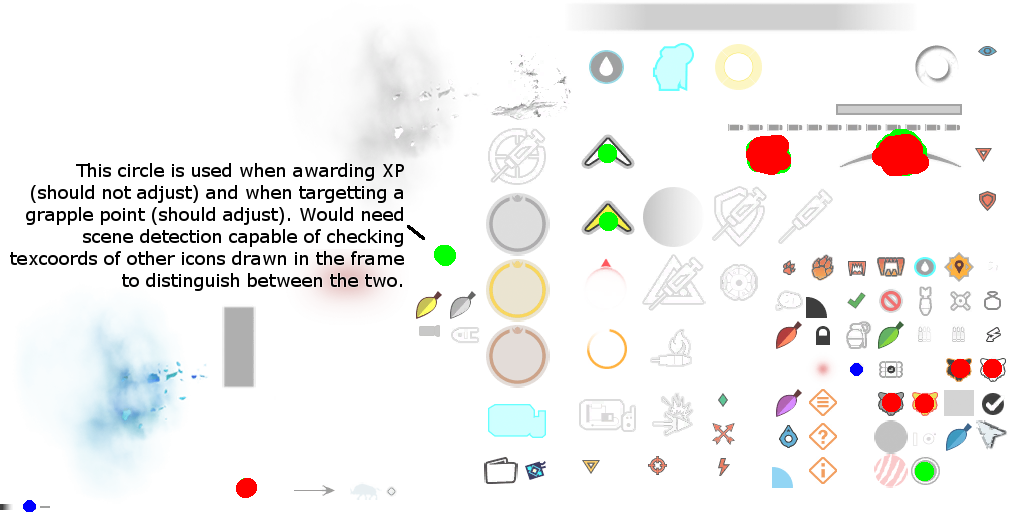 This circle is used when awarding XP
(should not adjust) and when targetting a
grapple point (should adjust). Would need
scene detection capable of checking
texcoords of other icons drawn in the frame
to distinguish between the two.